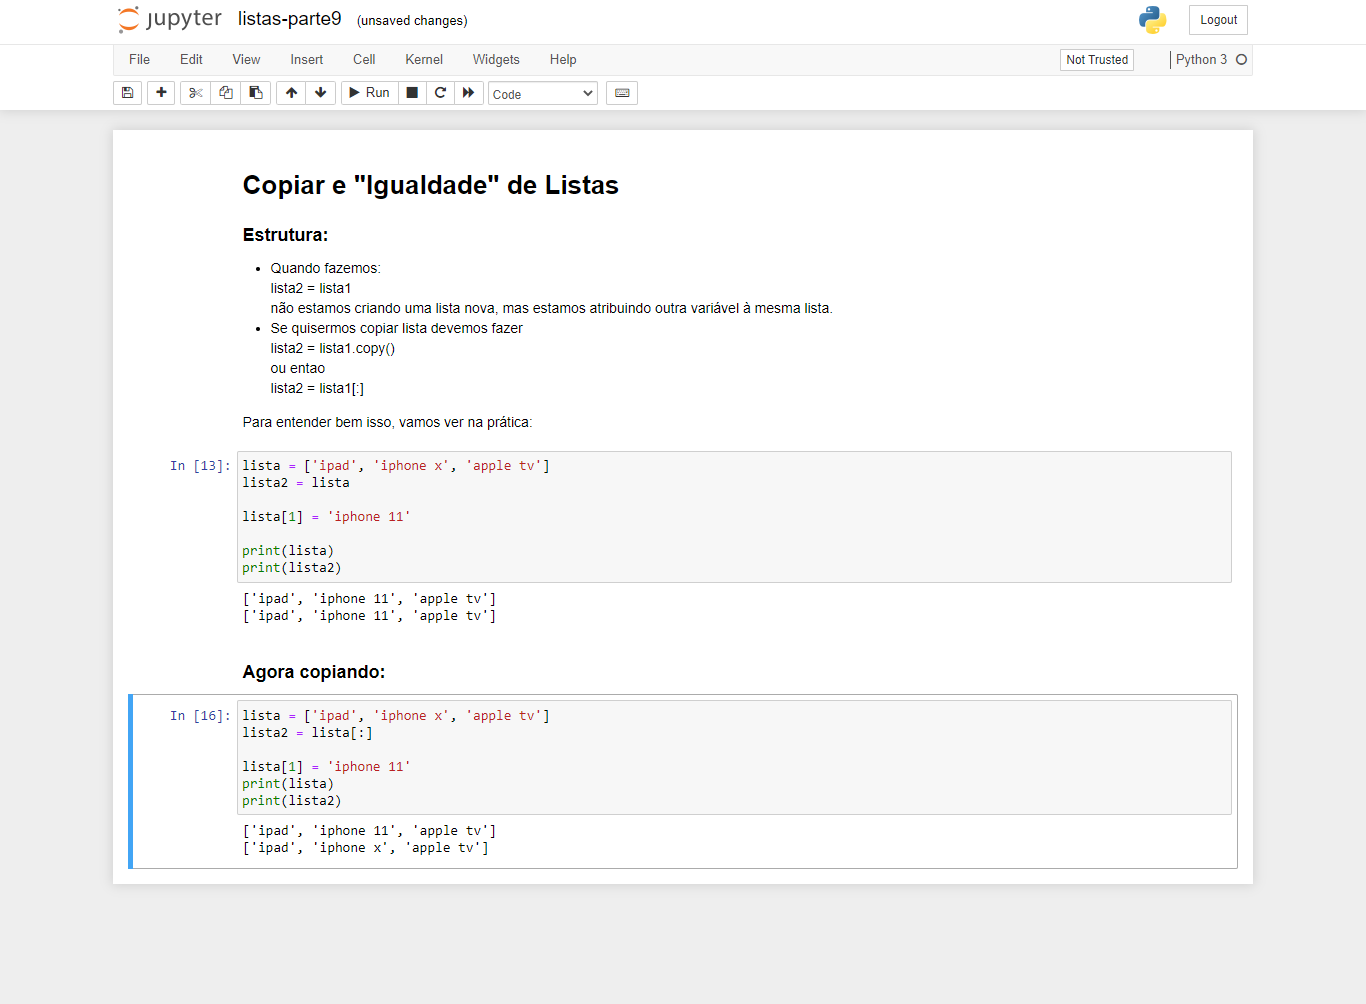 jupyter listas-parte9 (unsaved changes) Logout
File Edit View Insert Cell Kernel Widgets Help Not Trusted Python 3
Run Code
Copiar e "Igualdade" de Listas
Estrutura:
Quando fazemos:
lista2 = lista1
não estamos criando uma lista nova, mas estamos atribuindo outra variável à mesma lista.
Se quisermos copiar lista devemos fazer
lista2 = lista1.copy()
ou entao
lista2 = lista1[:]
Para entender bem isso, vamos ver na prática:
In [13]: lista = ['ipad', 'iphone x', 'apple tv']
lista2 = lista
lista[1] = 'iphone 11'
print(lista)
print(lista2)
['ipad', 'iphone 11', 'apple tv']
['ipad', 'iphone 11', 'apple tv']
Agora copiando:
In [16]: lista = ['ipad', 'iphone x', 'apple tv']
lista2 = lista[:]
lista[1] = 'iphone 11'
print(lista)
print(lista2)
['ipad', 'iphone 11', 'apple tv']
['ipad', 'iphone x', 'apple tv']